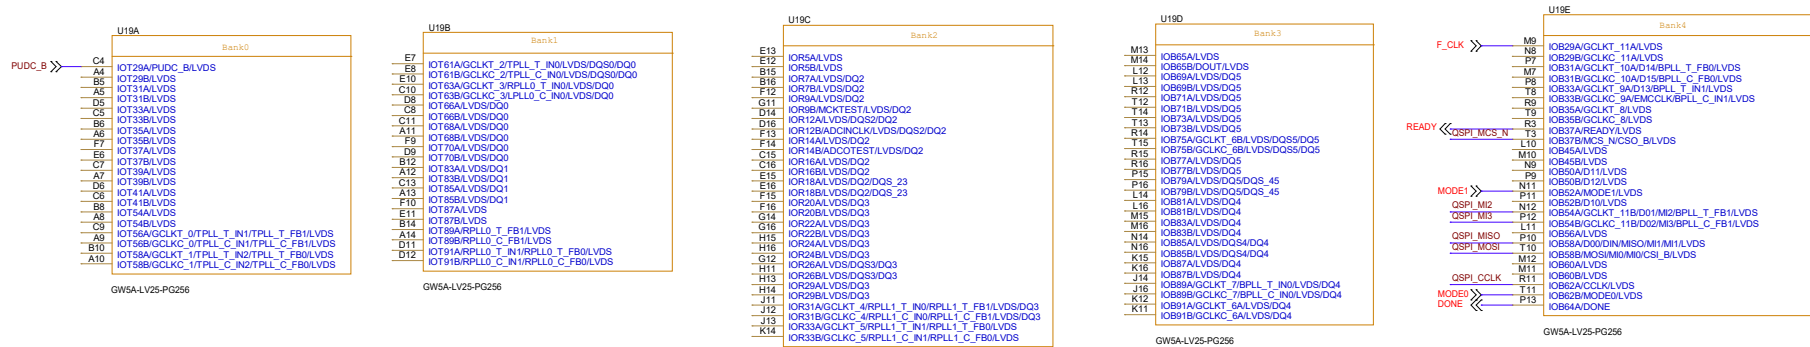 U19A
Bank0
PUDC_B C4 IOT29A/PUDC_B/LVDS
A4 IOT29B/LVDS
B5 IOT31A/LVDS
A5 IOT31B/LVDS
D5 IOT33A/LVDS
C5 IOT33B/LVDS
B6 IOT35A/LVDS
A6 IOT35B/LVDS
F7 IOT37A/LVDS
E6 IOT37B/LVDS
C7 IOT39A/LVDS
A7 IOT39B/LVDS
D6 IOT41A/LVDS
C6 IOT41B/LVDS
B8 IOT54A/LVDS
A8 IOT54B/LVDS
C9 IOT56A/GCLKT_0/TPLL_T_IN1/TPLL_T_FB1/LVDS
A9 IOT56B/GCLKC_0/TPLL_C_IN1/TPLL_C_FB1/LVDS
B10 IOT58A/GCLKT_1/TPLL_T_IN2/TPLL_T_FB0/LVDS
A10 IOT58B/GCLKC_1/TPLL_C_IN2/TPLL_C_FB0/LVDS
GW5A-LV25-PG256
U19B
Bank1
E7 IOT61A/GCLKT_2/TPLL_T_IN0/LVDS/DQS0/DQ0
E8 IOT61B/GCLKC_2/TPLL_C_IN0/LVDS/DQS0/DQ0
E10 IOT63A/GCLKT_3/RPLL0_T_IN0/LVDS/DQ0
C10 IOT63B/GCLKC_3/LPLL0_C_IN0/LVDS/DQ0
D8 IOT66A/LVDS/DQ0
C8 IOT66B/LVDS/DQ0
C11 IOT68A/LVDS/DQ0
A11 IOT68B/LVDS/DQ0
F9 IOT70A/LVDS/DQ0
D9 IOT70B/LVDS/DQ0
B12 IOT83A/LVDS/DQ1
A12 IOT83B/LVDS/DQ1
C13 IOT85A/LVDS/DQ1
A13 IOT85B/LVDS/DQ1
F10 IOT87A/LVDS
E11 IOT87B/LVDS
B14 IOT89A/RPLL0_T_FB1/LVDS
A14 IOT89B/RPLL0_C_FB1/LVDS
D11 IOT91A/RPLL0_T_IN1/RPLL0_T_FB0/LVDS
D12 IOT91B/RPLL0_C_IN1/RPLL0_C_FB0/LVDS
GW5A-LV25-PG256
U19C
Bank2
E13 IOR5A/LVDS
E12 IOR5B/LVDS
B15 IOR7A/LVDS/DQ2
B16 IOR7B/LVDS/DQ2
F12 IOR9A/LVDS/DQ2
G11 IOR9B/MCKTEST/LVDS/DQ2
D14 IOR12A/LVDS/DQS2/DQ2
D16 IOR12B/ADCINCLK/LVDS/DQS2/DQ2
F13 IOR14A/LVDS/DQ2
F14 IOR14B/ADCOTEST/LVDS/DQ2
C15 IOR16A/LVDS/DQ2
C16 IOR16B/LVDS/DQ2
E15 IOR18A/LVDS/DQ2/DQS_23
E16 IOR18B/LVDS/DQ2/DQS_23
F15 IOR20A/LVDS/DQ3
F16 IOR20B/LVDS/DQ3
G14 IOR22A/LVDS/DQ3
G16 IOR22B/LVDS/DQ3
H15 IOR24A/LVDS/DQ3
H16 IOR24B/LVDS/DQ3
G12 IOR26A/LVDS/DQS3/DQ3
H11 IOR26B/LVDS/DQS3/DQ3
H13 IOR29A/LVDS/DQ3
H14 IOR29B/LVDS/DQ3
J11 IOR31A/GCLKT_4/RPLL1_T_IN0/RPLL1_T_FB1/LVDS/DQ3
J12 IOR31B/GCLKC_4/RPLL1_C_IN0/RPLL1_C_FB1/LVDS/DQ3
J13 IOR33A/GCLKT_5/RPLL1_T_IN1/RPLL1_T_FB0/LVDS
K14 IOR33B/GCLKC_5/RPLL1_C_IN1/RPLL1_C_FB0/LVDS
U19D
Bank3
M13 IOB65A/LVDS
M14 IOB65B/DOUT/LVDS
L12 IOB69A/LVDS/DQ5
L13 IOB69B/LVDS/DQ5
R12 IOB71A/LVDS/DQ5
T12 IOB71B/LVDS/DQ5
T14 IOB73A/LVDS/DQ5
T13 IOB73B/LVDS/DQ5
R14 IOB75A/GCLKT_6B/LVDS/DQS5/DQ5
T15 IOB75B/GCLKC_6B/LVDS/DQS5/DQ5
R15 IOB77A/LVDS/DQ5
R16 IOB77B/LVDS/DQ5
P15 IOB79A/LVDS/DQ5/DQS_45
P16 IOB79B/LVDS/DQ5/DQS_45
L14 IOB81A/LVDS/DQ4
L16 IOB81B/LVDS/DQ4
M15 IOB83A/LVDS/DQ4
M16 IOB83B/LVDS/DQ4
N14 IOB85A/LVDS/DQS4/DQ4
N16 IOB85B/LVDS/DQS4/DQ4
K15 IOB87A/LVDS/DQ4
K16 IOB87B/LVDS/DQ4
J14 IOB89A/GCLKT_7/BPLL_T_IN0/LVDS/DQ4
J16 IOB89B/GCLKC_7/BPLL_C_IN0/LVDS/DQ4
K12 IOB91A/GCLKT_6A/LVDS/DQ4
K11 IOB91B/GCLKC_6A/LVDS/DQ4
GW5A-LV25-PG256
U19E
Bank4
F_CLK M9 IOB29A/GCLKT_11A/LVDS
N8 IOB29B/GCLKC_11A/LVDS
P7 IOB31A/GCLKT_10A/D14/BPLL_T_FB0/LVDS
M7 IOB31B/GCLKC_10A/D15/BPLL_C_FB0/LVDS
P8 IOB33A/GCLKT_9A/D13/BPLL_T_IN1/LVDS
T8 IOB33B/GCLKC_9A/EMCCLK/BPLL_C_IN1/LVDS
R9 IOB35A/GCLKT_8/LVDS
T9 IOB35B/GCLKC_8/LVDS
READY R3 IOB37A/READY/LVDS
QSPI_MCS_N T3 IOB37B/MCS_N/CSO_B/LVDS
L10 IOB45A/LVDS
M10 IOB45B/LVDS
N9 IOB50A/D11/LVDS
P9 IOB50B/D12/LVDS
MODE1 N11 IOB52A/MODE1/LVDS
P11 IOB52B/D10/LVDS
QSPI_MI2 N12 IOB54A/GCLKT_11B/D01/MI2/BPLL_T_FB1/LVDS
QSPI_MI3 P12 IOB54B/GCLKC_11B/D02/MI3/BPLL_C_FB1/LVDS
L11 IOB56A/LVDS
QSPI_MISO P10 IOB58A/D00/DIN/MISO/MI1/MI1/LVDS
QSPI_MOSI T10 IOB58B/MOSI/MI0/MI0/CSI_B/LVDS
M12 IOB60A/LVDS
M11 IOB60B/LVDS
QSPI_CCLK R11 IOB62A/CCLK/LVDS
MODE0 T11 IOB62B/MODE0/LVDS
DONE P13 IOB64A/DONE
GW5A-LV25-PG256